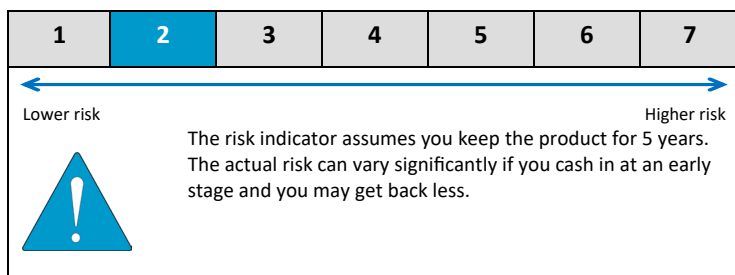 1 2 3 4 5 6 7
Lower risk Higher risk
The risk indicator assumes you keep the product for 5 years.
The actual risk can vary significantly if you cash in at an early
stage and you may get back less.